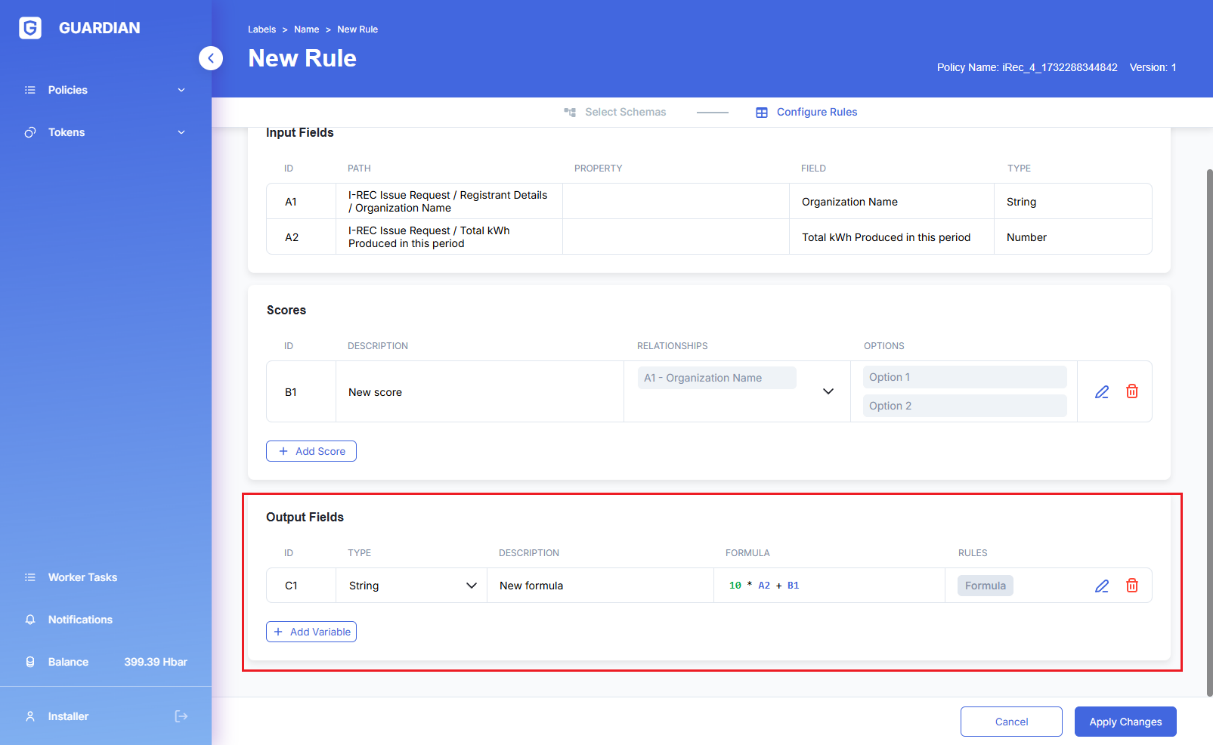 GUARDIAN
Policies
Tokens
Worker Tasks
Notifications
Balance 399.39 Hbar
Installer
Labels > Name > New Rule
New Rule
Policy Name: iRec_4_1732288344842 Version: 1
Select Schemas Configure Rules
Input Fields
ID PATH PROPERTY FIELD TYPE
A1 I-REC Issue Request / Registrant Details
/ Organization Name Organization Name String
A2 I-REC Issue Request / Total kWh
Produced in this period Total kWh Produced in this period Number
Scores
ID DESCRIPTION RELATIONSHIPS OPTIONS
B1 New score A1 - Organization Name Option 1
Option 2
+ Add Score
Output Fields
ID TYPE DESCRIPTION FORMULA RULES
C1 String New formula 10 * A2 + B1 Formula
+ Add Variable
Cancel Apply Changes